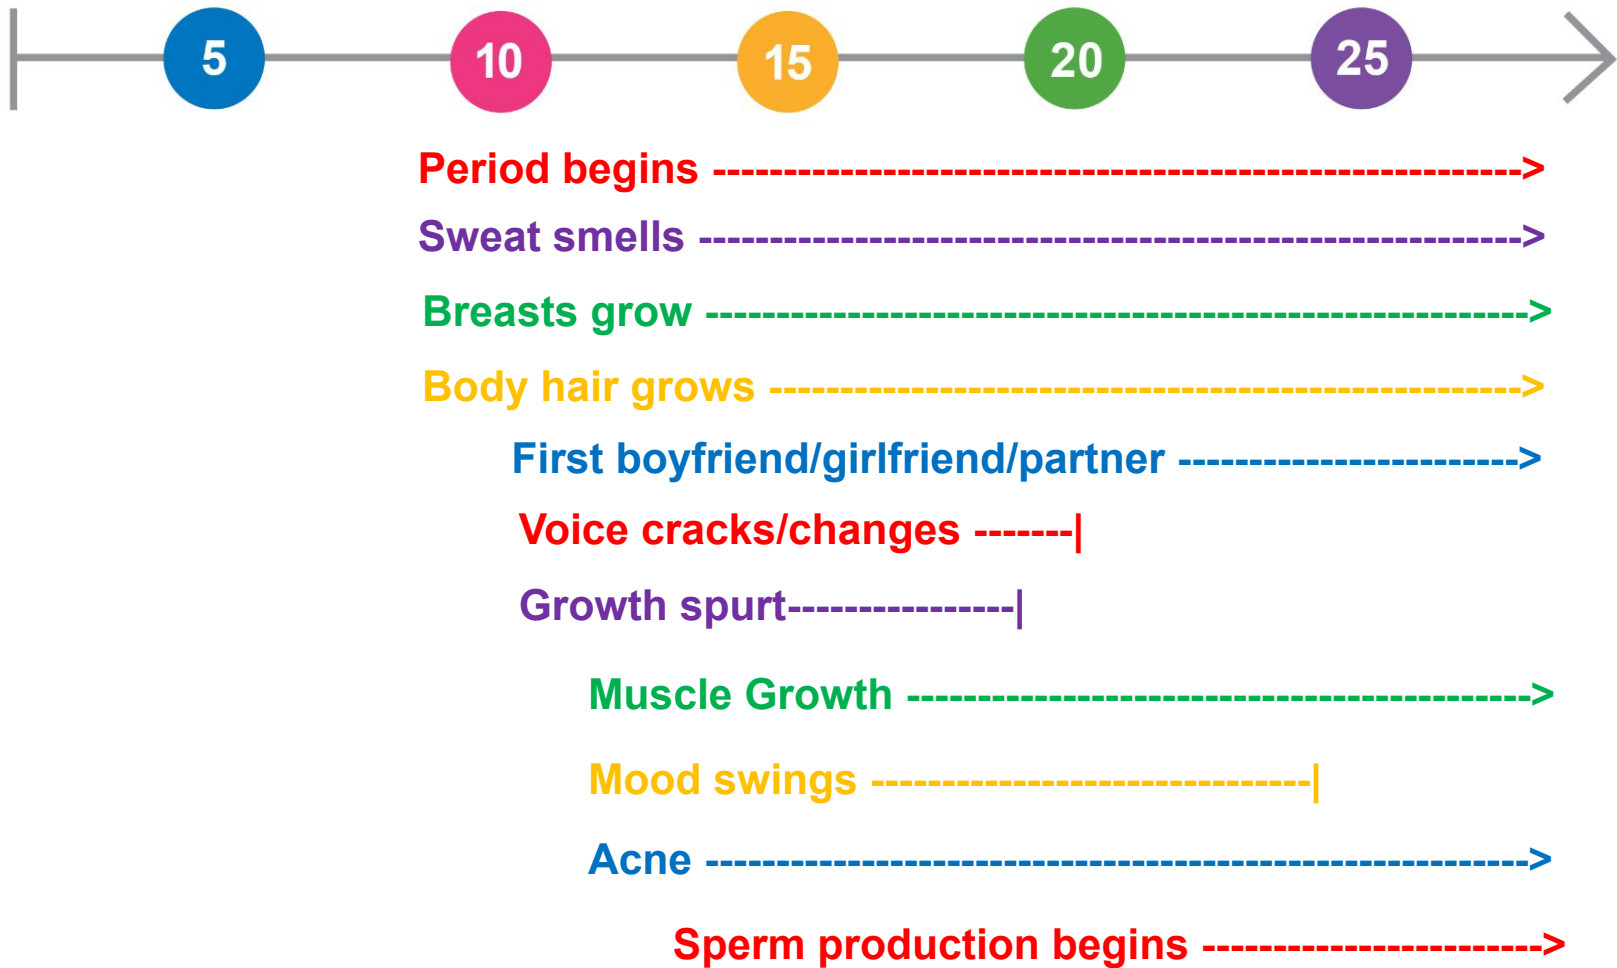 5 10 15 20 25
Period begins --------------------------------------------------------->
Sweat smells ---------------------------------------------------------->
Breasts grow ---------------------------------------------------------->
Body hair grows ----------------------------------------------------->
First boyfriend/girlfriend/partner ------------------------>
Voice cracks/changes -------|
Growth spurt----------------|
Muscle Growth -------------------------------------------->
Mood swings -------------------------------|
Acne ---------------------------------------------------------->
Sperm production begins ------------------------>